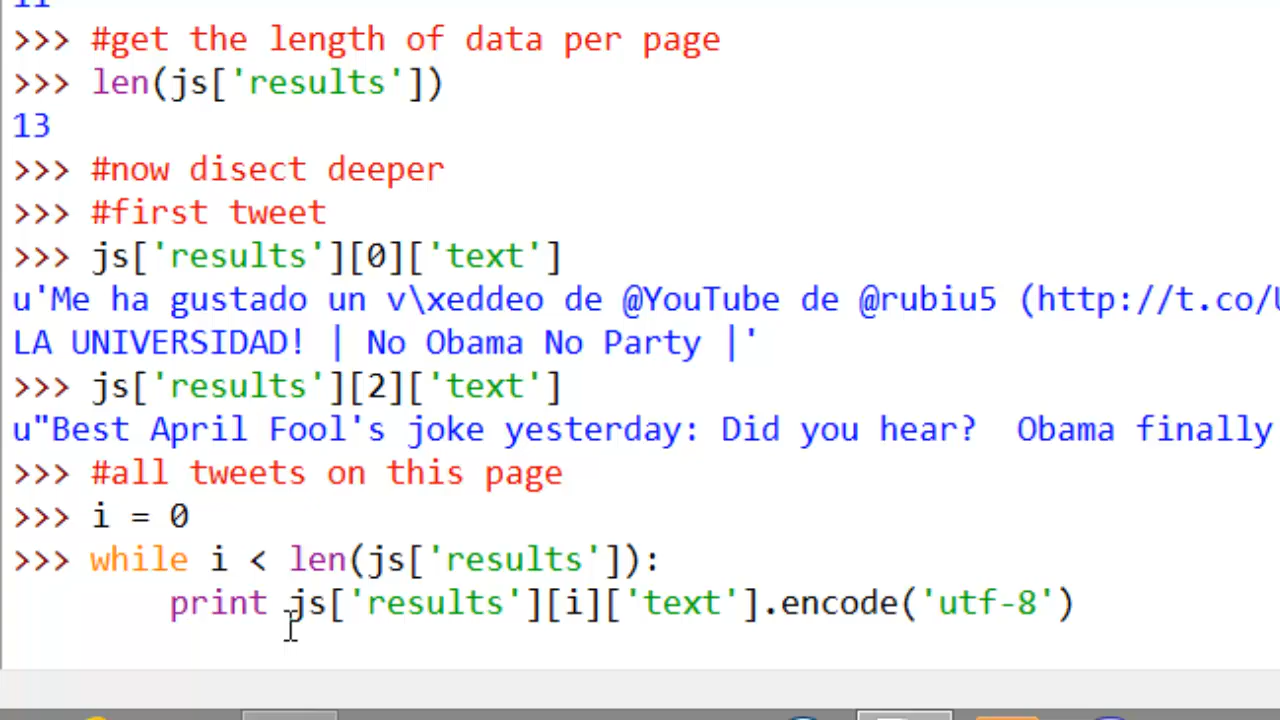 11
>>> #get the length of data per page
>>> len(js['results'])
13
>>> #now disect deeper
>>> #first tweet
>>> js['results'][0]['text']
u'Me ha gustado un v\xeddeo de @YouTube de @rubiu5 (http://t.co/
LA UNIVERSIDAD! | No Obama No Party |'
>>> js['results'][2]['text']
u"Best April Fool's joke yesterday: Did you hear?  Obama finally
>>> #all tweets on this page
>>> i = 0
>>> while i < len(js['results']):
print js['results'][i]['text'].encode('utf-8')